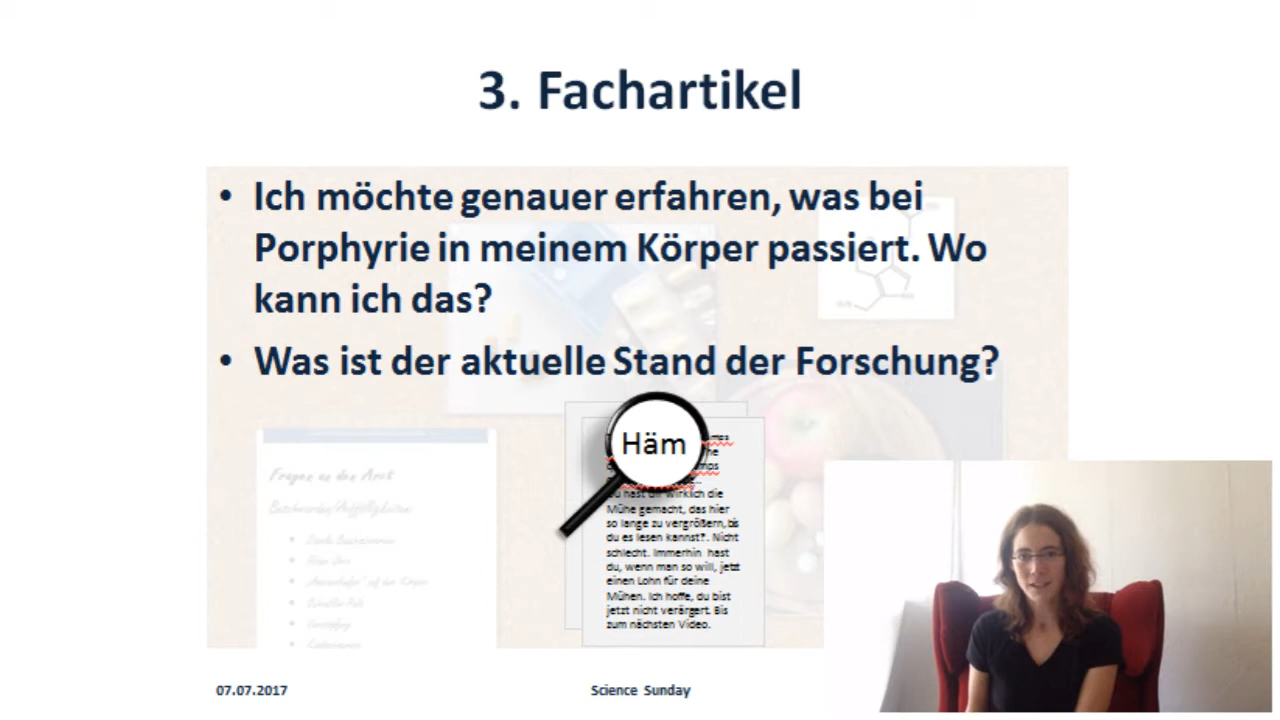 3. Fachartikel
• Ich möchte genauer erfahren, was bei
Porphyrie in meinem Körper passiert. Wo
kann ich das?
• Was ist der aktuelle Stand der Forschung?
Häm
Fragen an den Arzt
du hast dir wirklich die
Mühe gemacht, das hier
so lange zu vergrößern, bis
du es lesen kannst?. Nicht
schlecht. Immerhin hast
du, wenn man so will, jetzt
einen Lohn für deine
Mühen. Ich hoffe, du bist
jetzt nicht verärgert. Bis
zum nächsten Video.
07.07.2017
Science Sunday